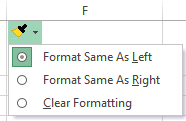 F
Format Same As Left
Format Same As Right
Clear Formatting